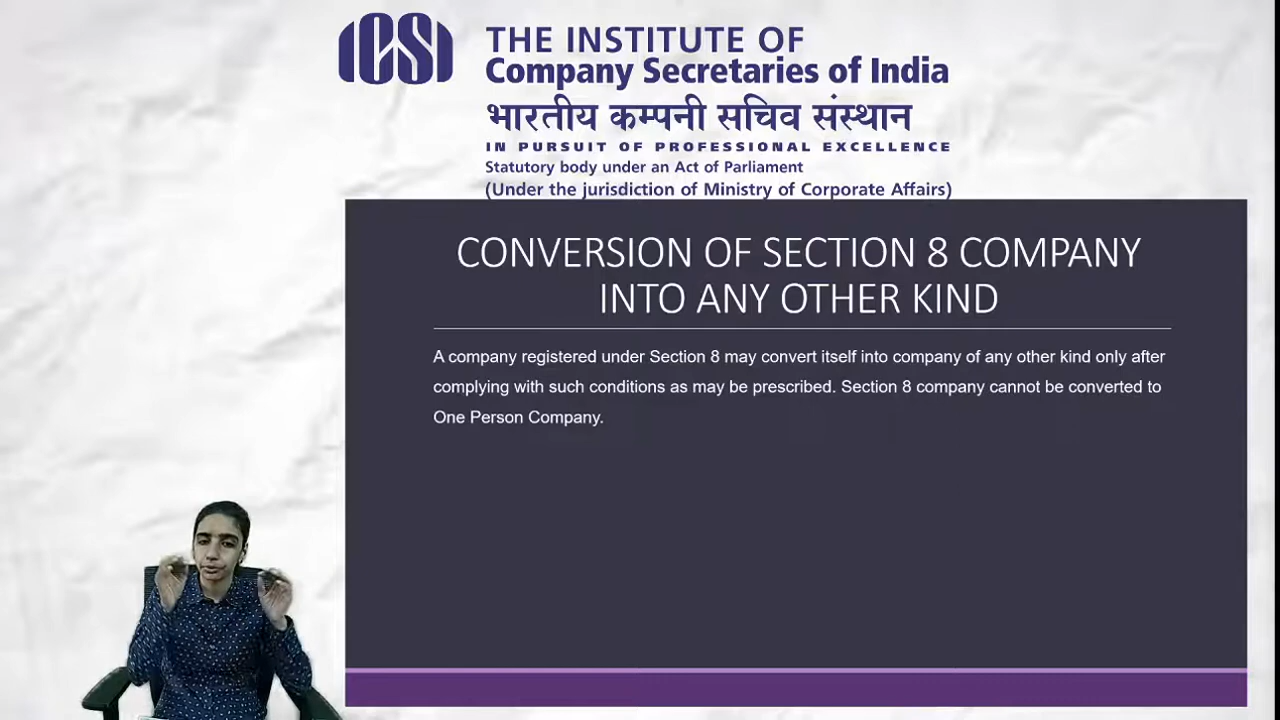 ICSI
THE INSTITUTE OF
Company Secretaries of India
भारतीय कम्पनी सचिव संस्थान
IN PURSUIT OF PROFESSIONAL EXCELLENCE
Statutory body under an Act of Parliament
(Under the jurisdiction of Ministry of Corporate Affairs)
CONVERSION OF SECTION 8 COMPANY
INTO ANY OTHER KIND
A company registered under Section 8 may convert itself into company of any other kind only after
complying with such conditions as may be prescribed. Section 8 company cannot be converted to
One Person Company.